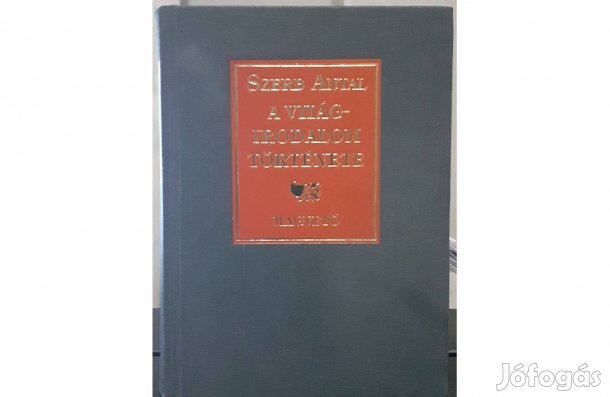 SZERB ANTAL
A VILÁG-
IRODALOM
TÖRTÉNETE
MAGVETŐ
Jófogás